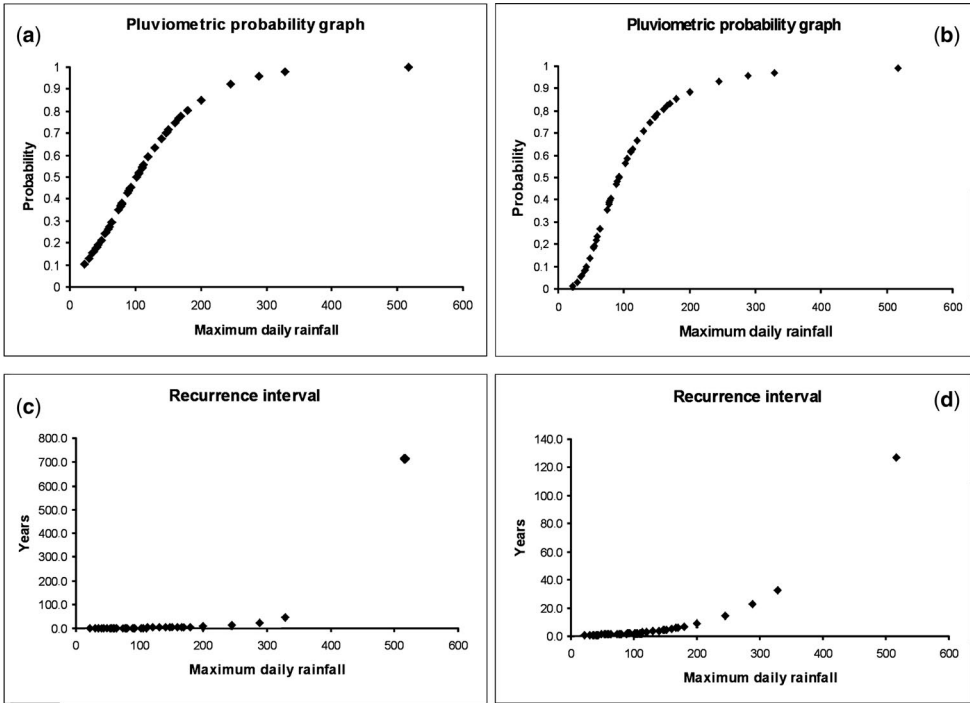 (a)
Pluviometric probability graph
1
0.9
0.8
0.7
0.6
0.5
0.4
0.3
0.2
0.1
0
Probability
0 100 200 300 400 500 600
Maximum daily rainfall
(b)
Pluviometric probability graph
1
0.9
0.8
0.7
0.6
0.5
0.4
0.3
0,2
0.1
0
Probability
0 100 200 300 400 500 600
Maximum daily rainfall
(c)
Recurrence interval
800.0
700.0
600.0
500.0
400.0
300.0
200.0
100.0
0.0
Years
0 100 200 300 400 500 600
Maximum daily rainfall
(d)
Recurrence interval
140.0
120.0
100.0
80.0
60.0
40.0
20.0
0.0
Years
0 100 200 300 400 500 600
Maximum daily rainfall